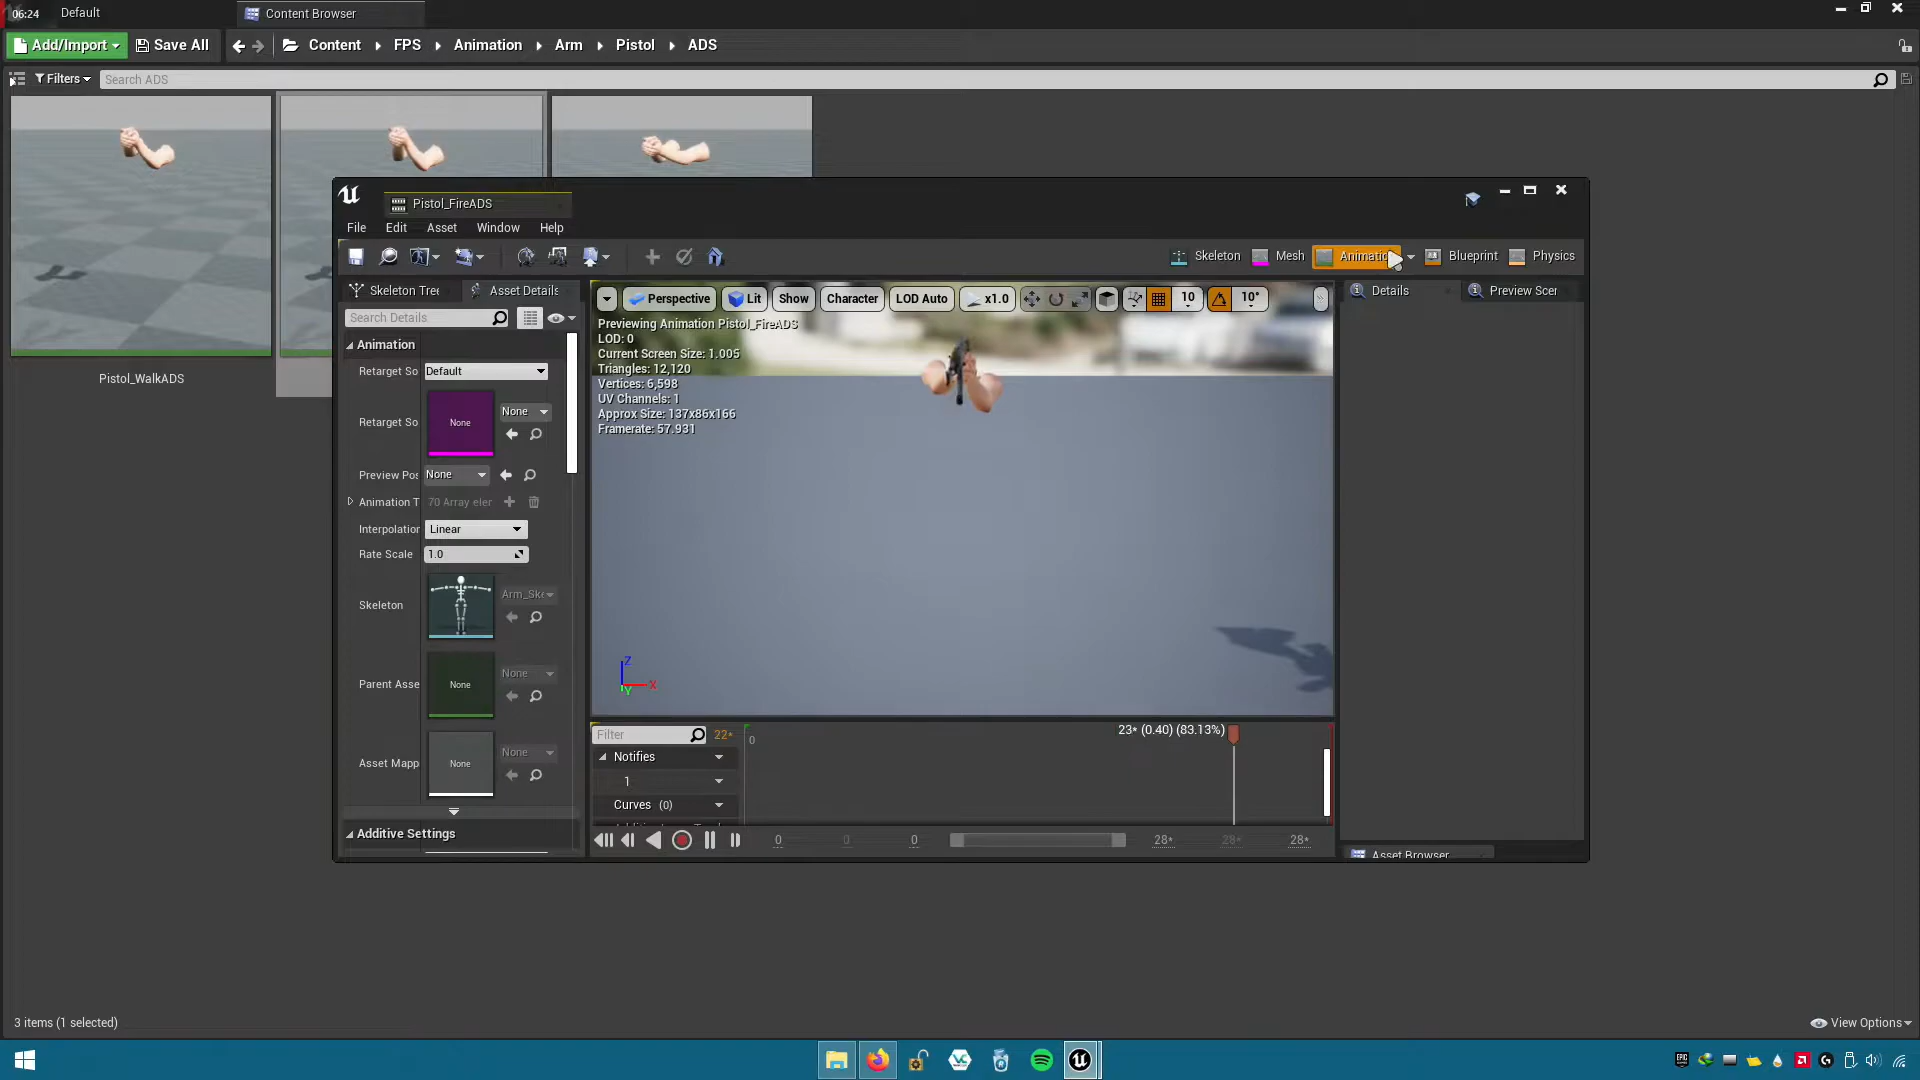 06:24
Default
Content Browser
Add/Import
Save All
Content
FPS
Animation
Arm
Pistol
ADS
Filters
Search ADS
Pistol_WalkADS
Pistol_FireADS
File
Edit
Asset
Window
Help
Skeleton
Mesh
Animatio
Blueprint
Physics
Skeleton Tre
Asset Details
Search Details
Animation
Retarget So
Default
Retarget So
None
None
Preview Pos
None
Animation T
70 Array eler
Interpolation
Linear
Rate Scale
1.0
Skeleton
Arm_Ske
Parent Asse
None
None
Asset Mapp
None
None
Additive Settings
Perspective
Lit
Show
Character
LOD Auto
x1.0
10
10°
Previewing Animation Pistol_FireADS
LOD: 0
Current Screen Size: 1.005
Triangles: 12,120
Vertices: 6,598
UV Channels: 1
Approx Size: 137x86x166
Framerate: 57.931
Z
X
Y
Details
Preview Scer
Filter
22*
0
23* (0.40) (83.13%)
Notifies
1
Curves (0)
0
0
0
28*
28*
28*
Asset Browser
3 items (1 selected)
View Options